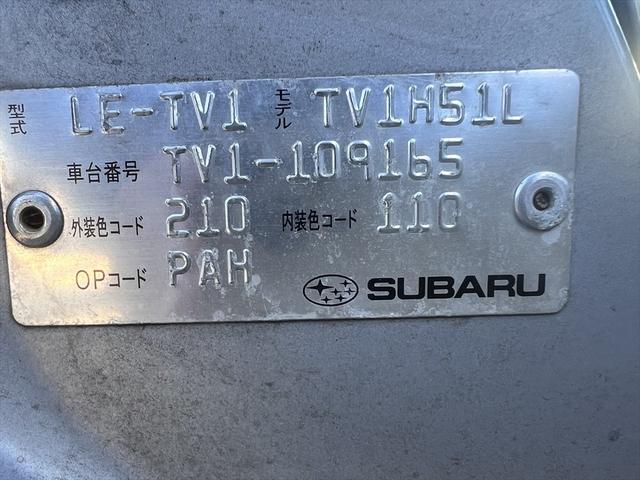 型式 LE-TV1 モデル TV1H51L
車台番号 TV1-109165
外装色コード 210 内装色コード 110
OPコード PAH SUBARU